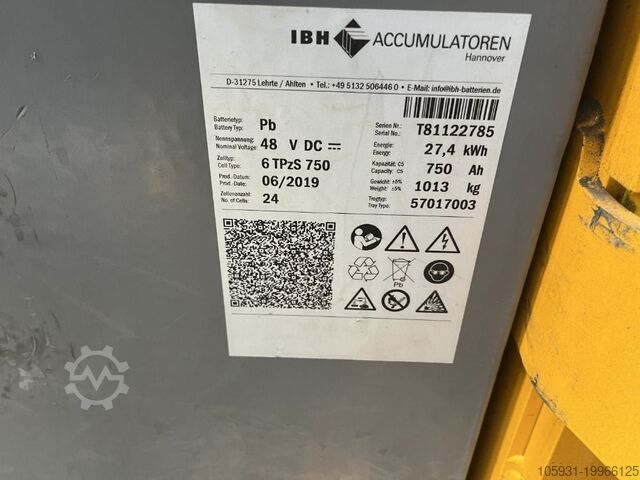 IBH ACCUMULATOREN
Hannover
D-31275 Lehrte / Ahlten • Tel.: +49 5132 506446 0 • E-Mail: info@ibh-batterien.de
Batterietyp: Battery Type: Pb
Serien Nr.: Serial No.: T81122785
Nennspannung: Nominal Voltage: 48 V DC
Energie: Energy: 27,4 kWh
Zelltyp: Cell Type: 6 TPzS 750
Kapazität: C5 Capacity: C5 750 Ah
Prod.-Datum: Prod.-Date: 06/2019
Gewicht: ±5% Weight: ±5% 1013 kg
Zellenanzahl: No. of Cells: 24
Trogtyp: Tray Type: 57017003
Pb
105931-19966125